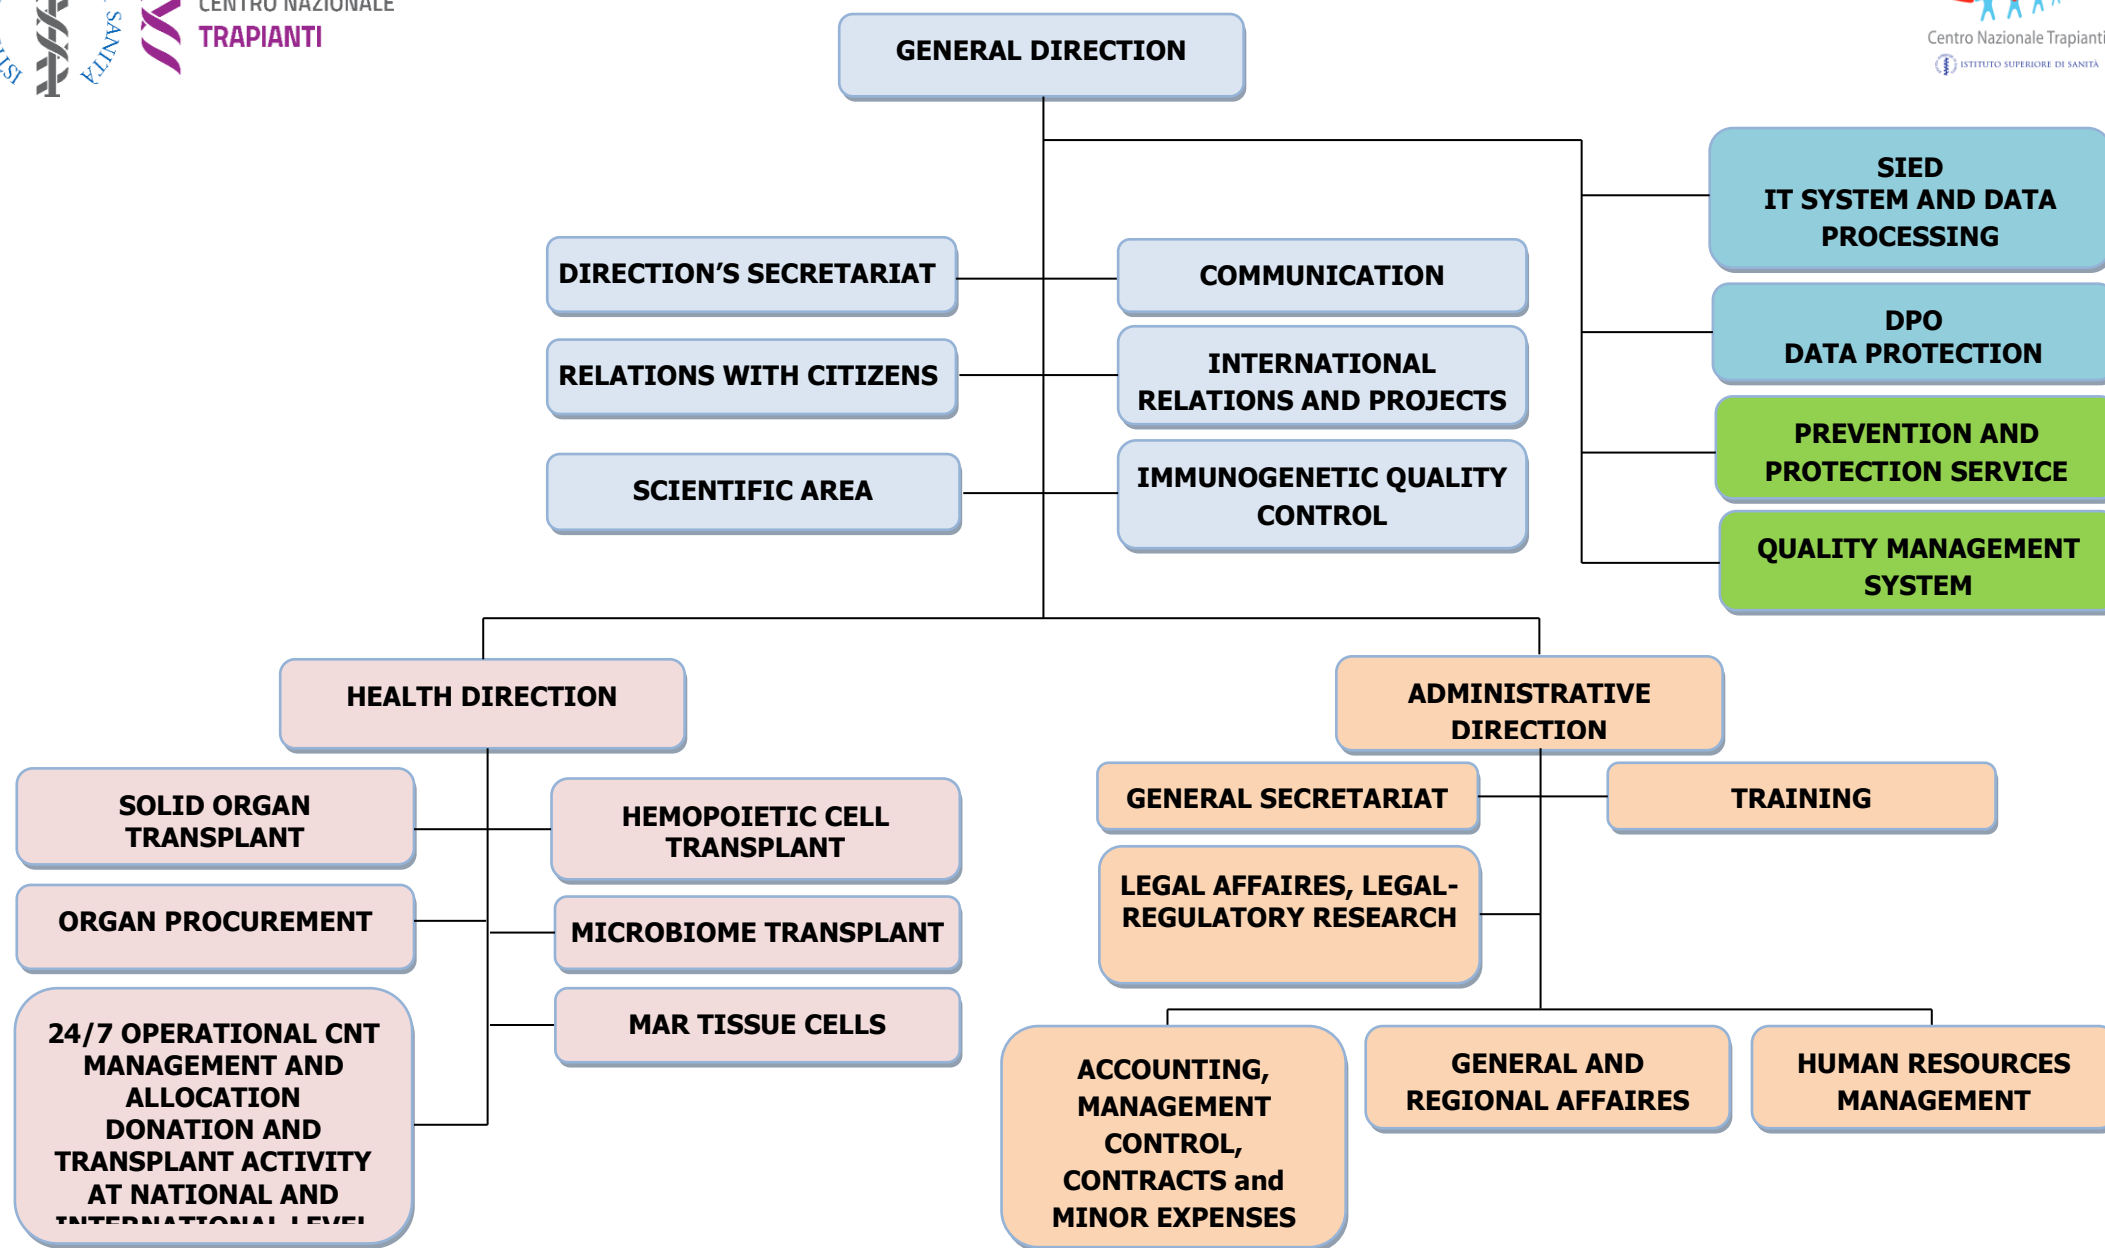 CENTRO NAZIONALE
TRAPIANTI
SANITÀ
Centro Nazionale Trapianti
ISTITUTO SUPERIORE DI SANITÀ
GENERAL DIRECTION
SIED
IT SYSTEM AND DATA
PROCESSING
DPO
DATA PROTECTION
PREVENTION AND
PROTECTION SERVICE
QUALITY MANAGEMENT
SYSTEM
DIRECTION’S SECRETARIAT
COMMUNICATION
RELATIONS WITH CITIZENS
INTERNATIONAL
RELATIONS AND PROJECTS
SCIENTIFIC AREA
IMMUNOGENETIC QUALITY
CONTROL
HEALTH DIRECTION
SOLID ORGAN
TRANSPLANT
HEMOPOIETIC CELL
TRANSPLANT
ORGAN PROCUREMENT
MICROBIOME TRANSPLANT
24/7 OPERATIONAL CNT
MANAGEMENT AND
ALLOCATION
DONATION AND
TRANSPLANT ACTIVITY
AT NATIONAL AND
INTERNATIONAL LEVEL
MAR TISSUE CELLS
ADMINISTRATIVE
DIRECTION
GENERAL SECRETARIAT
TRAINING
LEGAL AFFAIRES, LEGAL-
REGULATORY RESEARCH
ACCOUNTING,
MANAGEMENT
CONTROL,
CONTRACTS and
MINOR EXPENSES
GENERAL AND
REGIONAL AFFAIRES
HUMAN RESOURCES
MANAGEMENT